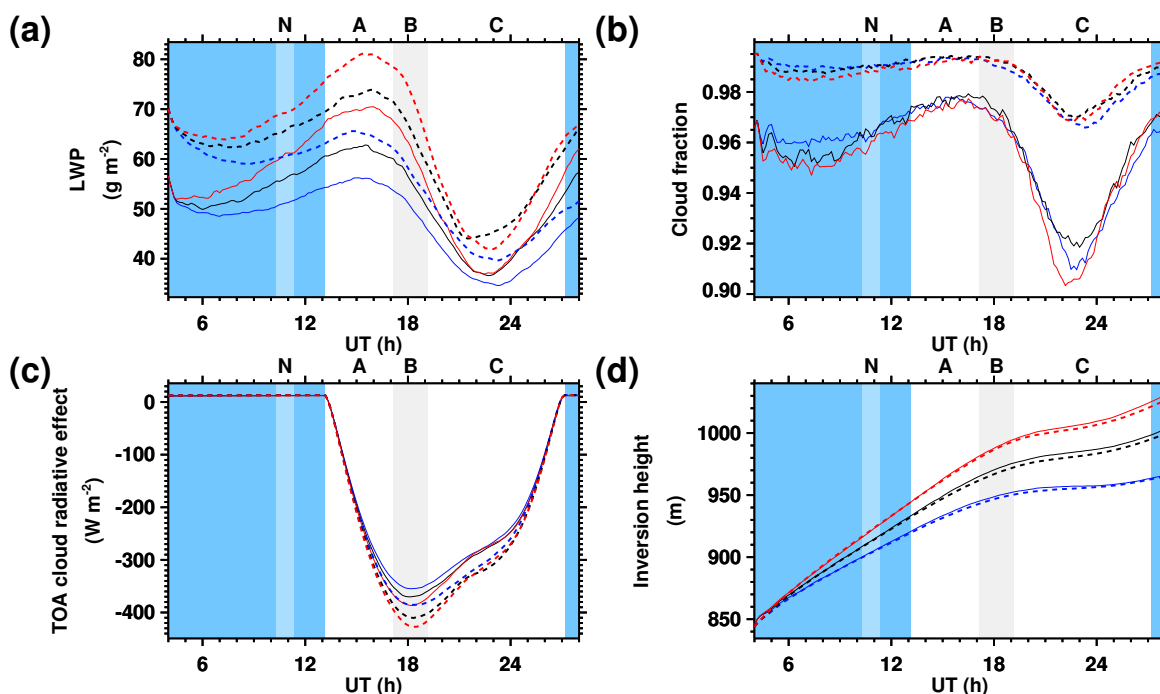 (a)
N A B C
80
70
60
50
40
LWP
(g m-2)
6 12 18 24
UT (h)
(b)
N A B C
0.98
0.96
0.94
0.92
0.90
Cloud fraction
6 12 18 24
UT (h)
(c)
N A B C
0
-100
-200
-300
-400
TOA cloud radiative effect
(W m-2)
6 12 18 24
UT (h)
(d)
N A B C
1000
950
900
850
Inversion height
(m)
6 12 18 24
UT (h)